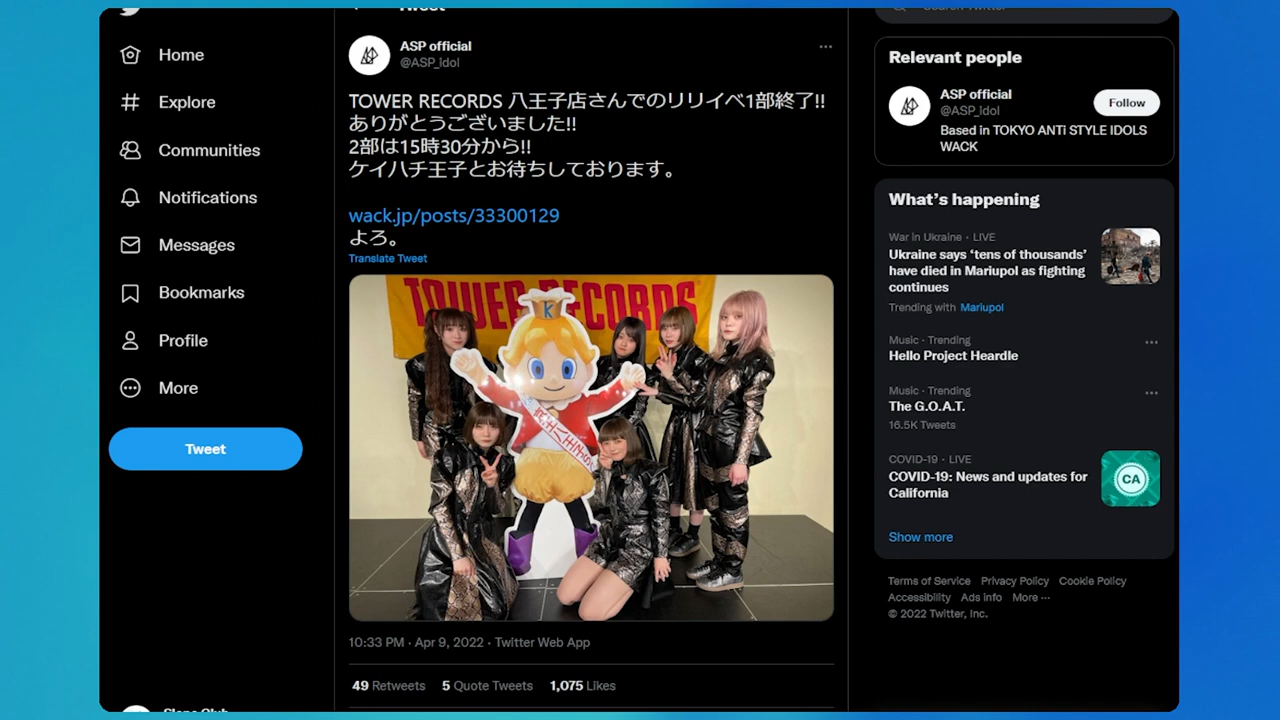 Tweet
Home
Explore
Communities
Notifications
Messages
Bookmarks
Profile
More
Tweet
ASP official
@ASP_idol
TOWER RECORDS 八王子店さんでのリリイベ1部終了!!
ありがとうございました!!
2部は15時30分から!!
ケイハチ王子とお待ちしております。
wack.jp/posts/33300129
よろ。
Translate Tweet
TOWER RECORDS
K
10:33 PM · Apr 9, 2022 · Twitter Web App
49 Retweets 5 Quote Tweets 1,075 Likes
Search Twitter
Relevant people
ASP official
@ASP_idol
Follow
Based in TOKYO ANTi STYLE IDOLS
WACK
What's happening
War in Ukraine · LIVE
Ukraine says ‘tens of thousands’
have died in Mariupol as fighting
continues
Trending with Mariupol
Music · Trending
Hello Project Heardle
Music · Trending
The G.O.A.T.
16.5K Tweets
COVID-19 · LIVE
COVID-19: News and updates for
California
CA
Show more
Terms of Service Privacy Policy Cookie Policy
Accessibility Ads info More ···
© 2022 Twitter, Inc.